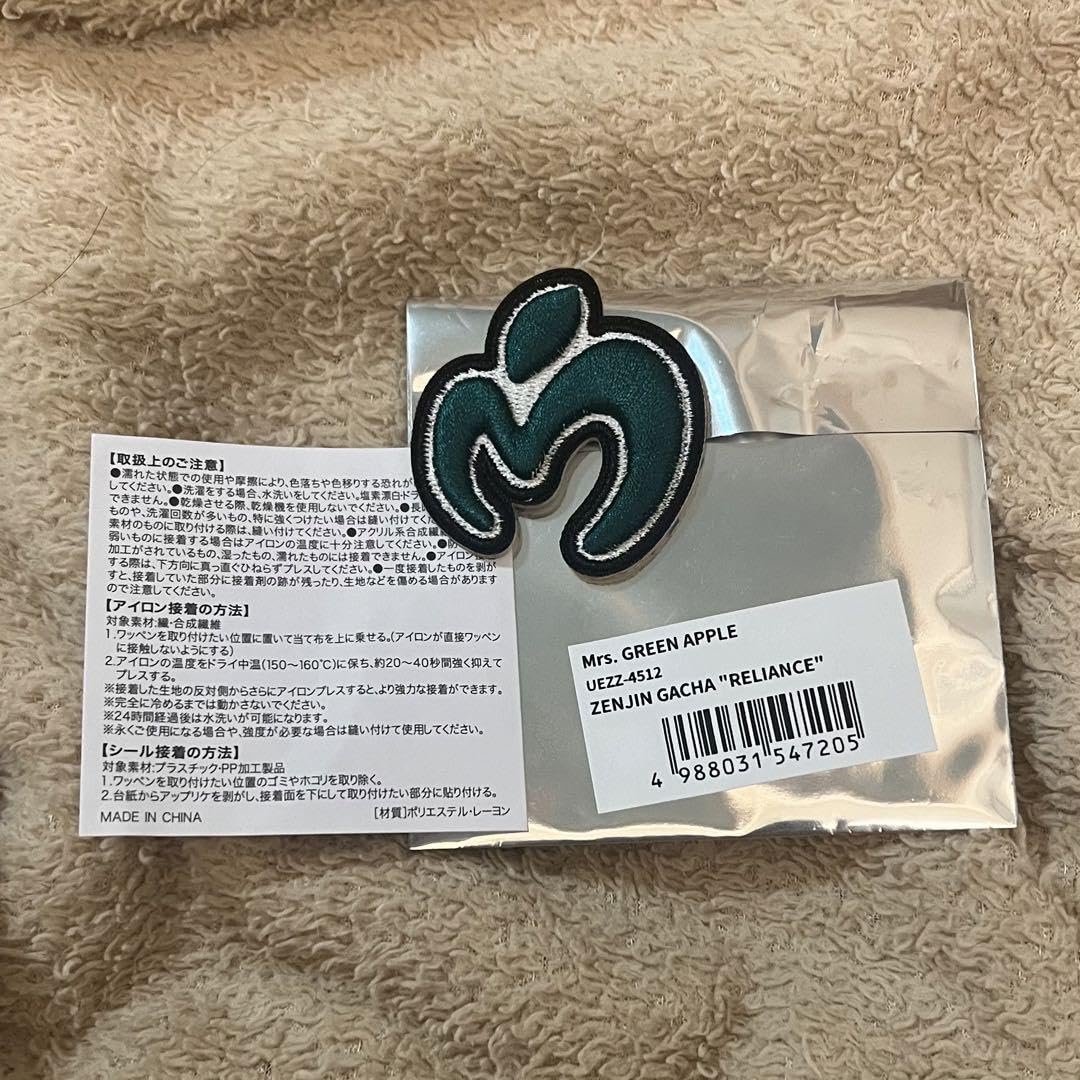 【取扱上のご注意】
●濡れた状態での使用や摩擦により、色落ちや色移りする恐れが
してください。●洗濯をする場合、水洗いをしてください。塩素漂白ドラ
できません。●乾燥させる際、乾燥機を使用しないでください。●長
ものや、洗濯回数が多いもの、特に強くつけたい場合は縫い付けてくだ
素材のものに取り付ける際は、縫い付けてください。●アクリル系合成繊
弱いものに接着する場合はアイロンの温度に十分注意してください。●防
加工がされているもの、湿ったもの、濡れたものには接着できません。●アイロン
する際は、下方向に真っ直ぐひねらずプレスしてください。●一度接着したものを剥が
すと、接着していた部分に接着剤の跡が残ったり、生地などを傷める場合があります
ので注意してください。
【アイロン接着の方法】
対象素材:繊・合成繊維
1.ワッペンを取り付けたい位置に置いて当て布を上に乗せる。(アイロンが直接ワッペン
に接触しないようにする)
2.アイロンの温度をドライ中温(150〜160℃)に保ち、約20〜40秒間強く抑えて
プレスする。
※接着した生地の反対側からさらにアイロンプレスすると、より強力な接着ができます。
※完全に冷めるまでは動かさないでください。
※24時間経過後は水洗いが可能になります。
※永くご使用になる場合や、強度が必要な場合は縫い付けて使用してください。
【シール接着の方法】
対象素材:プラスチック・PP加工製品
1.ワッペンを取り付けたい位置のゴミやホコリを取り除く。
2.台紙からアップリケを剥がし、接着面を下にして取り付けたい部分に貼り付ける。
MADE IN CHINA [材質]ポリエステル・レーヨン
Mrs. GREEN APPLE
UEZZ-4512
ZENJIN GACHA "RELIANCE"
4 988031 547205